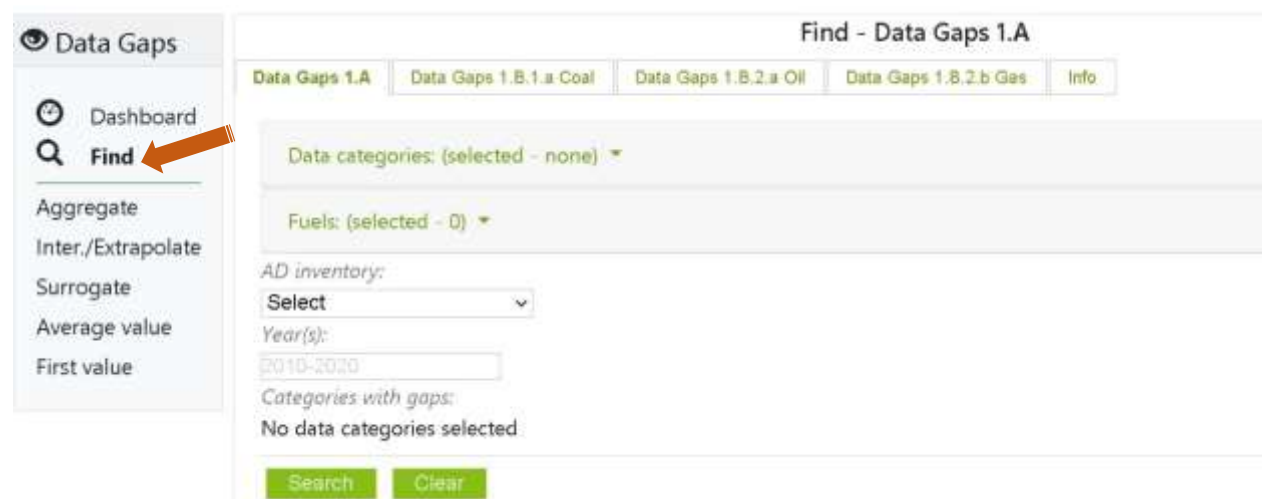 Data Gaps
Dashboard
Find
Aggregate
Inter./Extrapolate
Surrogate
Average value
First value
Find - Data Gaps 1.A
Data Gaps 1.A Data Gaps 1.B.1.a Coal Data Gaps 1.B.2.a Oil Data Gaps 1.B.2.b Gas Info
Data categories: (selected - none)
Fuels: (selected - 0)
AD inventory:
Select
Year(s):
2010-2020
Categories with gaps:
No data categories selected
Search Clear